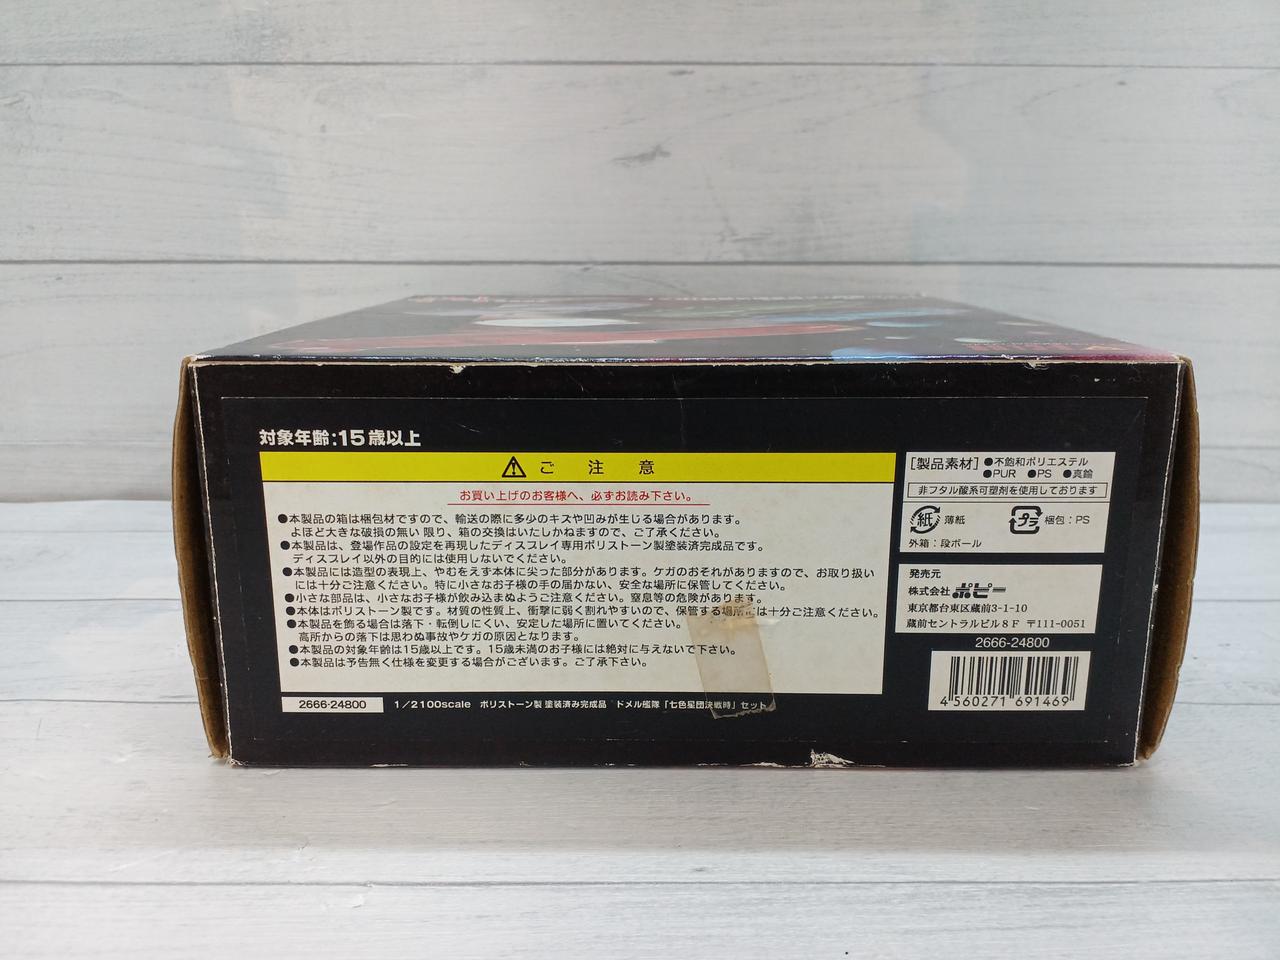 対象年齢:15歳以上
ご注意
お買い上げのお客様へ、必ずお読み下さい。
●本製品の箱は梱包材ですので、輸送の際に多少のキズや凹みが生じる場合があります。
よほど大きな破損の無い限り、箱の交換はいたしかねますので、ご了承ください。
●本製品は、登場作品の設定を再現したディスプレイ専用ポリストーン製塗装済完成品です。
ディスプレイ以外の目的には使用しないでください。
●本製品には造型の表現上、やむをえず本体に尖った部分があります。ケガのおそれがありますので、お取り扱い
には十分ご注意ください。特に小さなお子様の手の届かない、安全な場所に保管してください。
●小さな部品は、小さなお子様が飲み込まぬようご注意ください。窒息等の危険があります。
●本体はポリストーン製です。材質の性質上、衝撃に弱く割れやすいので、保管する場所には十分ご注意ください。
●本製品を飾る場合は落下・転倒しにくい、安定した場所に置いてください。
高所からの落下は思わぬ事故やケガの原因となります。
●本製品の対象年齢は15歳以上です。15歳未満のお子様には絶対に与えないで下さい。
●本製品は予告無く仕様を変更する場合がございます。ご了承下さい。
2666-24800 1/2100scale ポリストーン製 塗装済み完成品 ドメル艦隊「七色星団決戦時」セット
[製品素材] ●不飽和ポリエステル
●PUR ●PS ●真鍮
非フタル酸系可塑剤を使用しております
紙 薄紙 プラ 梱包:PS
外箱:段ボール
発売元
株式会社 ポピー
東京都台東区蔵前3-1-10
蔵前セントラルビル8F 〒111-0051
2666-24800
4 560271 691469